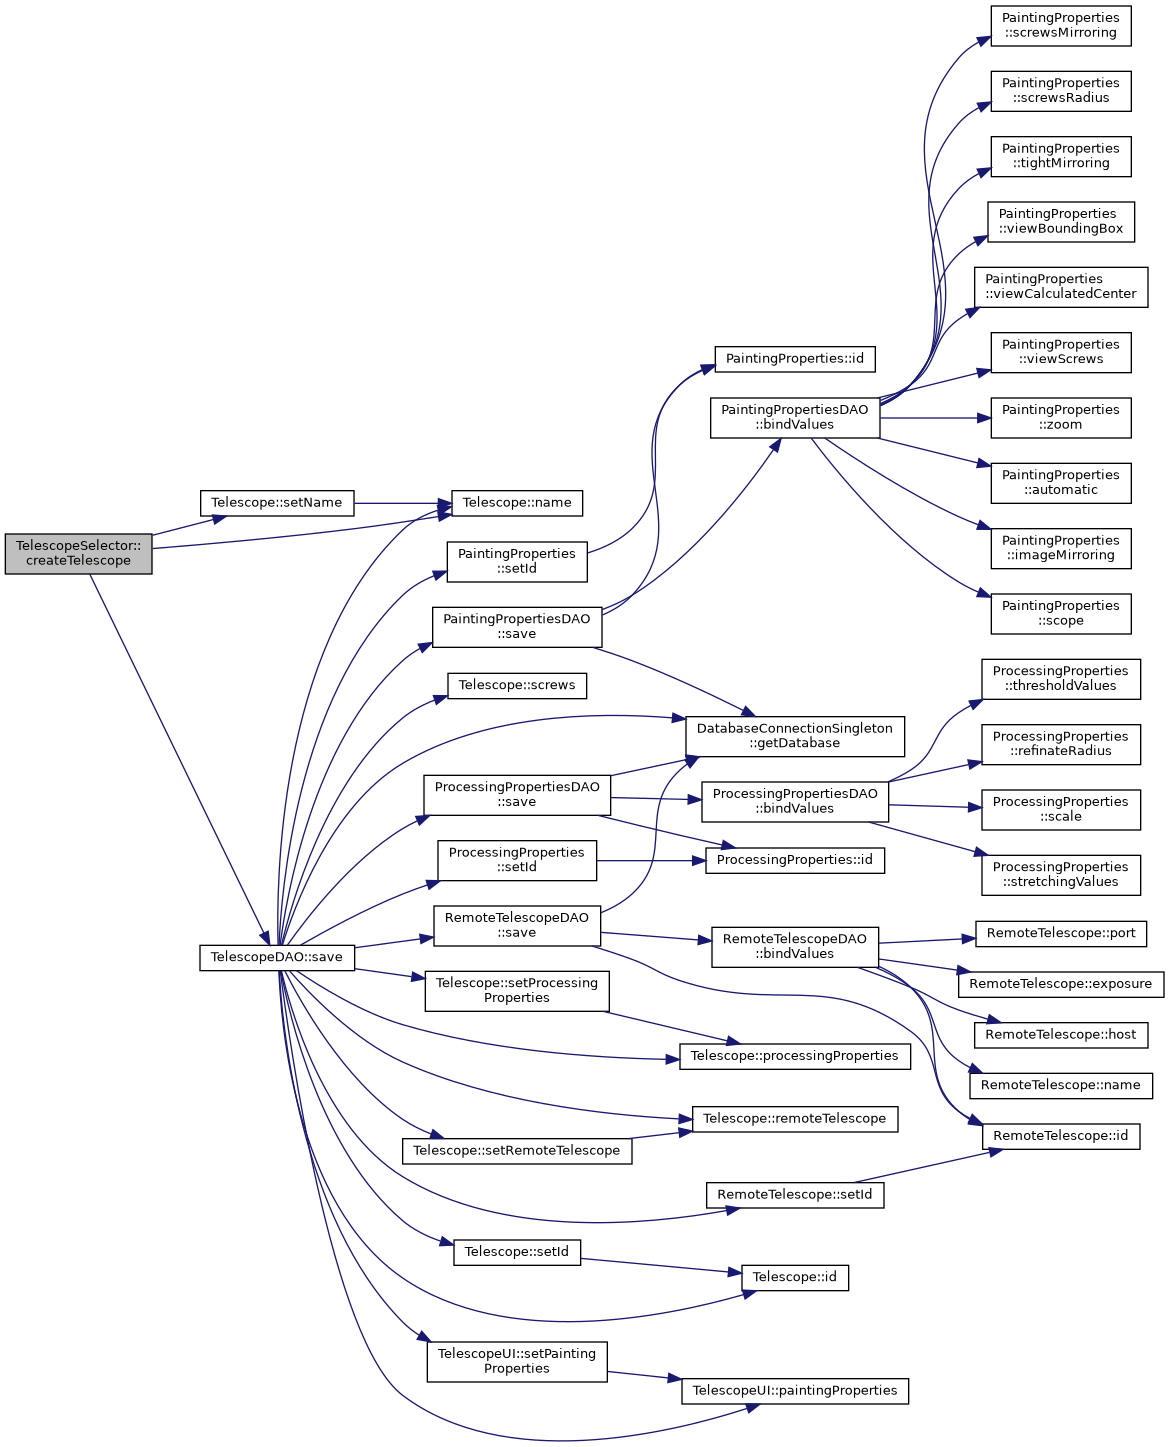 TelescopeSelector::
createTelescope
Telescope::setName
TelescopeDAO::save
Telescope::name
PaintingProperties
::setId
PaintingPropertiesDAO
::save
Telescope::screws
ProcessingPropertiesDAO
::save
ProcessingProperties
::setId
RemoteTelescopeDAO
::save
Telescope::setProcessing
Properties
Telescope::setRemoteTelescope
Telescope::setId
TelescopeUI::setPainting
Properties
PaintingProperties::id
PaintingPropertiesDAO
::bindValues
DatabaseConnectionSingleton
::getDatabase
ProcessingPropertiesDAO
::bindValues
ProcessingProperties::id
RemoteTelescopeDAO
::bindValues
Telescope::processingProperties
Telescope::remoteTelescope
RemoteTelescope::setId
Telescope::id
TelescopeUI::paintingProperties
PaintingProperties
::screwsMirroring
PaintingProperties
::screwsRadius
PaintingProperties
::tightMirroring
PaintingProperties
::viewBoundingBox
PaintingProperties
::viewCalculatedCenter
PaintingProperties
::viewScrews
PaintingProperties
::zoom
PaintingProperties
::automatic
PaintingProperties
::imageMirroring
PaintingProperties
::scope
ProcessingProperties
::thresholdValues
ProcessingProperties
::refinateRadius
ProcessingProperties
::scale
ProcessingProperties
::stretchingValues
RemoteTelescope::port
RemoteTelescope::exposure
RemoteTelescope::host
RemoteTelescope::name
RemoteTelescope::id